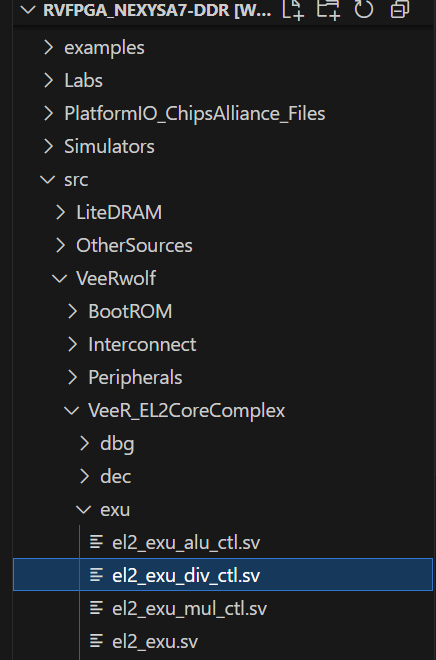 RVFPGA_NEXYSA7-DDR [W...
examples
Labs
PlatformIO_ChipsAlliance_Files
Simulators
src
LiteDRAM
OtherSources
VeeRwolf
BootROM
Interconnect
Peripherals
VeeR_EL2CoreComplex
dbg
dec
exu
el2_exu_alu_ctl.sv
el2_exu_div_ctl.sv
el2_exu_mul_ctl.sv
el2_exu.sv